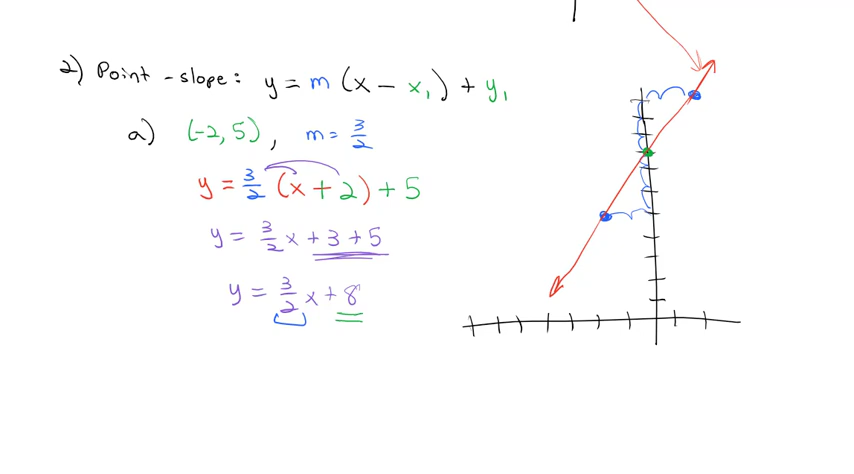 2) Point-slope: y = m (x - x₁) + y₁
a) (-2, 5), m = 3/2
y = 3/2 (x + 2) + 5
y = 3/2 x + 3 + 5
y = 3/2 x + 8